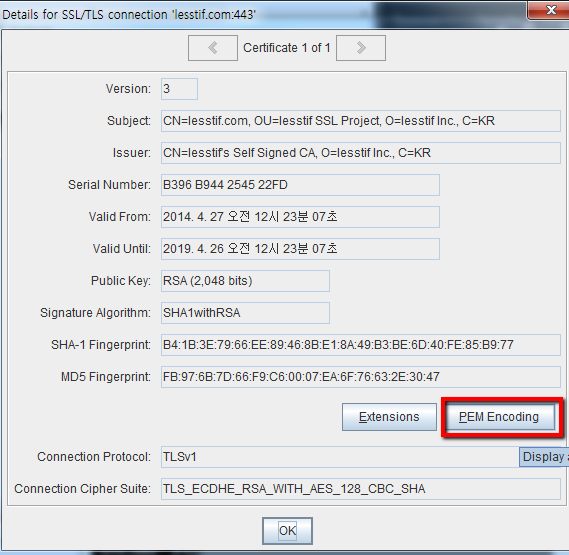 Details for SSL/TLS connection 'lesstif.com:443'
Certificate 1 of 1
Version: 3
Subject: CN=lesstif.com, OU=lesstif SSL Project, O=lesstif Inc., C=KR
Issuer: CN=lesstif's Self Signed CA, O=lesstif Inc., C=KR
Serial Number: B396 B944 2545 22FD
Valid From: 2014. 4. 27 오전 12시 23분 07초
Valid Until: 2019. 4. 26 오전 12시 23분 07초
Public Key: RSA (2,048 bits)
Signature Algorithm: SHA1withRSA
SHA-1 Fingerprint: B4:1B:3E:79:66:EE:89:46:8B:E1:8A:49:B3:BE:6D:40:FE:85:B9:77
MD5 Fingerprint: FB:97:6B:7D:66:F9:C6:00:07:EA:6F:76:63:2E:30:47
Extensions PEM Encoding
Connection Protocol: TLSv1 Display a
Connection Cipher Suite: TLS_ECDHE_RSA_WITH_AES_128_CBC_SHA
OK